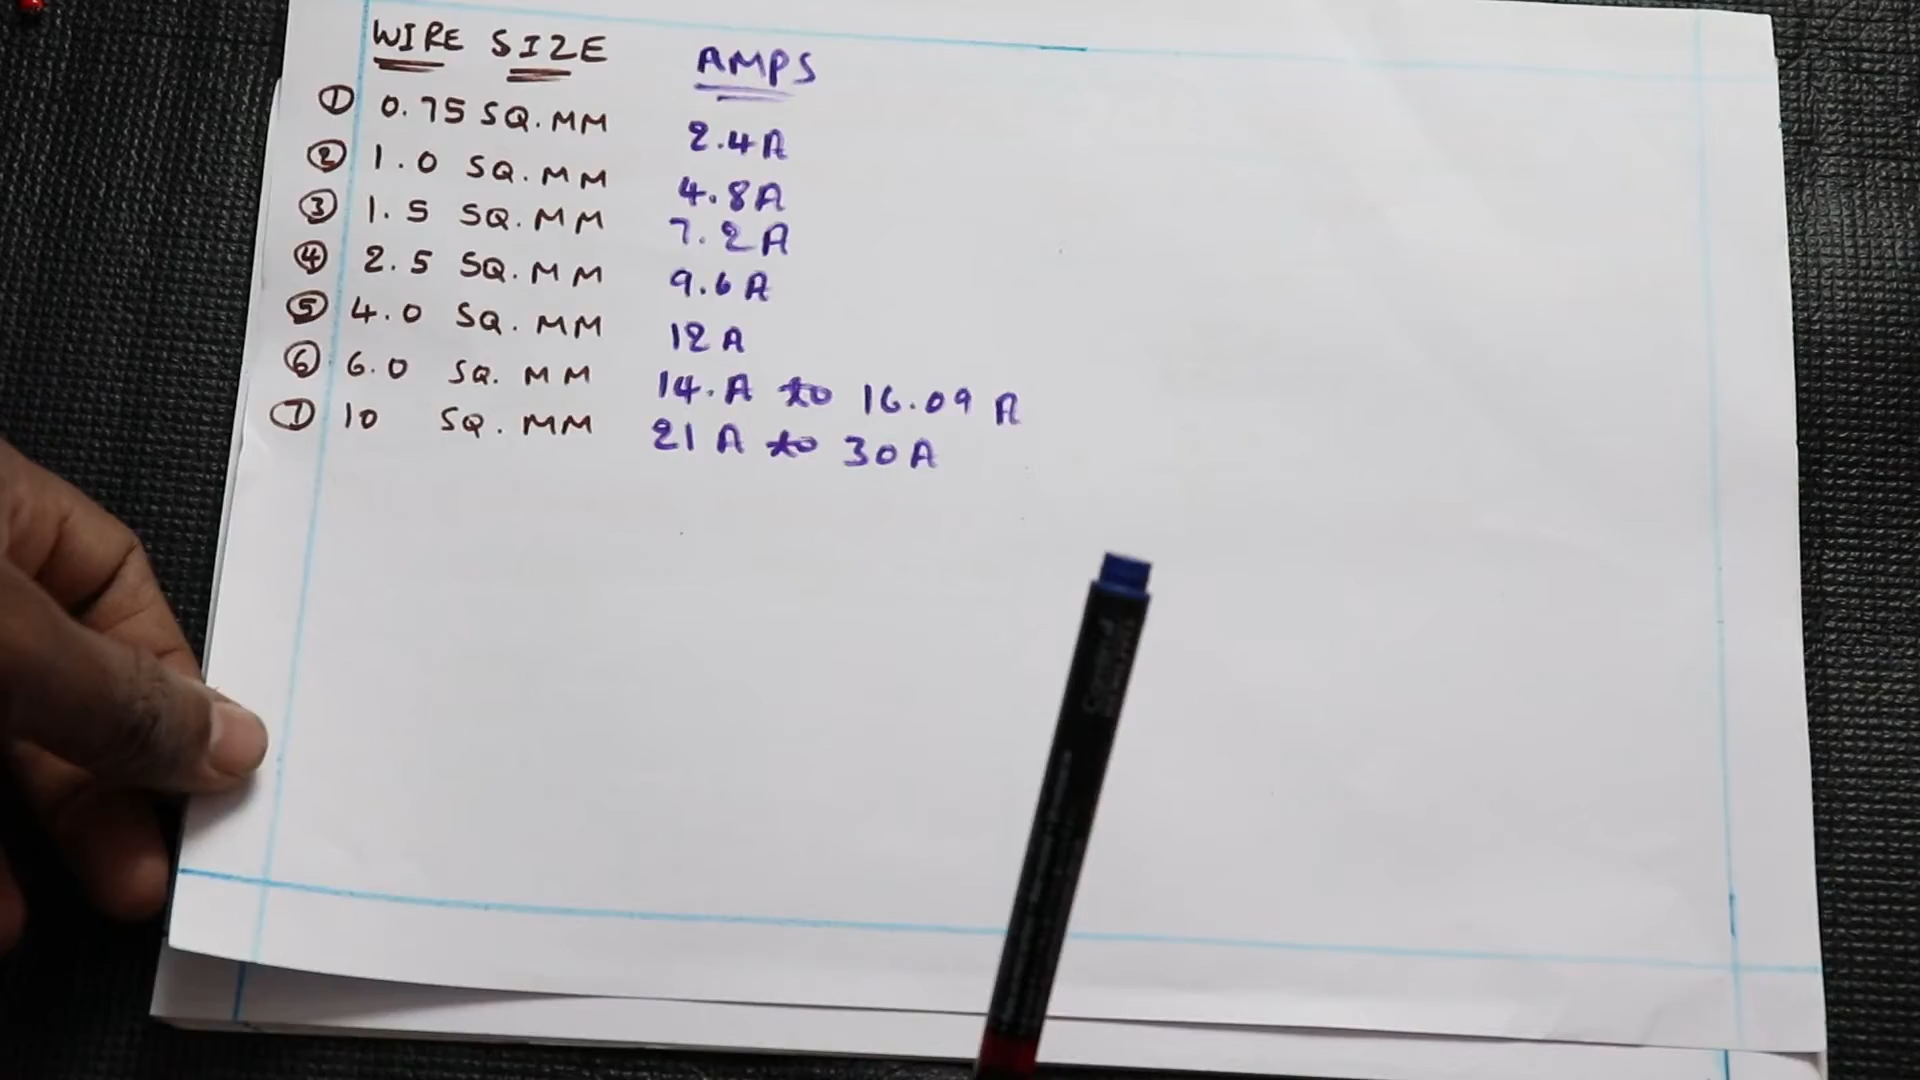 WIRE SIZE AMPS
① 0.75 SQ.MM 2.4A
② 1.0 SQ.MM 4.8A
③ 1.5 SQ.MM 7.2A
④ 2.5 SQ.MM 9.6A
⑤ 4.0 SQ.MM 12A
⑥ 6.0 SQ. MM 14.A to 16.09 A
⑦ 10 SQ.MM 21 A to 30A